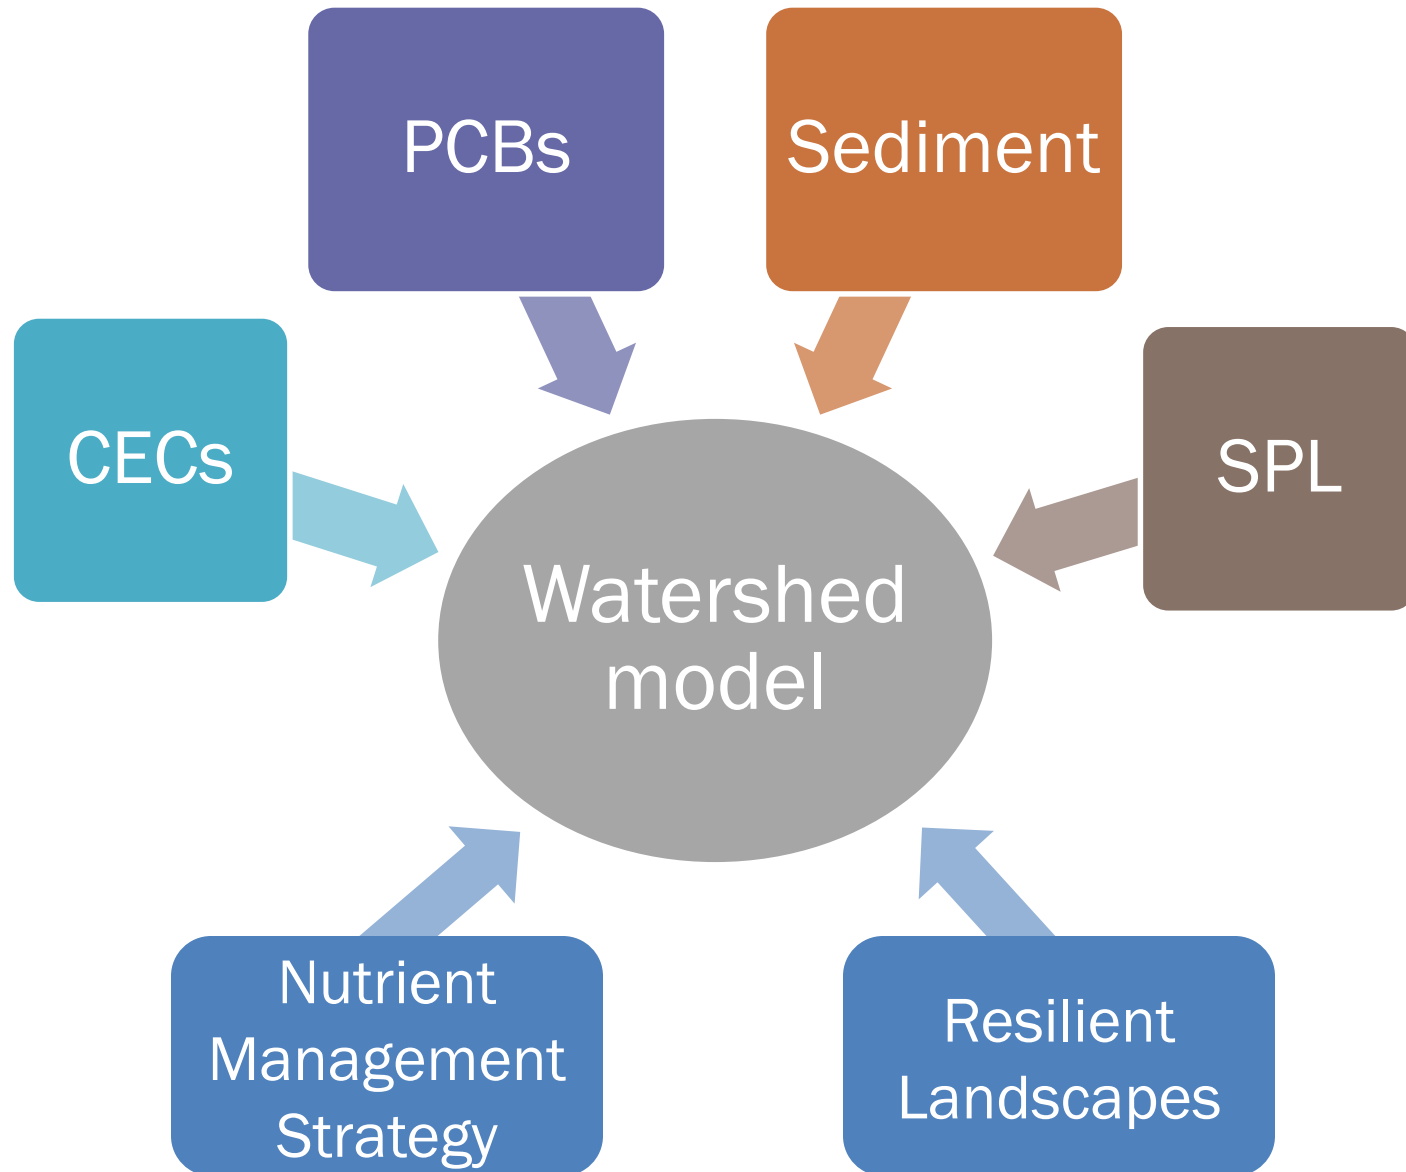 PCBs
Sediment
CECs
SPL
Watershed
model
Nutrient
Management
Strategy
Resilient
Landscapes